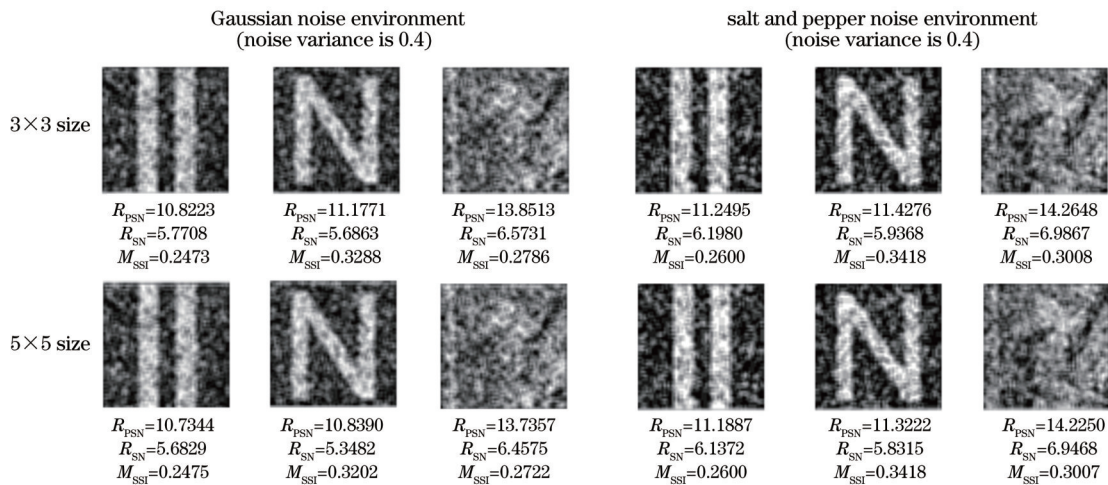 Gaussian noise environment
(noise variance is 0.4)
salt and pepper noise environment
(noise variance is 0.4)
3×3 size
N
N
R_PSN=10.8223
R_SN=5.7708
M_SSI=0.2473
R_PSN=11.1771
R_SN=5.6863
M_SSI=0.3288
R_PSN=13.8513
R_SN=6.5731
M_SSI=0.2786
R_PSN=11.2495
R_SN=6.1980
M_SSI=0.2600
R_PSN=11.4276
R_SN=5.9368
M_SSI=0.3418
R_PSN=14.2648
R_SN=6.9867
M_SSI=0.3008
5×5 size
N
N
R_PSN=10.7344
R_SN=5.6829
M_SSI=0.2475
R_PSN=10.8390
R_SN=5.3482
M_SSI=0.3202
R_PSN=13.7357
R_SN=6.4575
M_SSI=0.2722
R_PSN=11.1887
R_SN=6.1372
M_SSI=0.2600
R_PSN=11.3222
R_SN=5.8315
M_SSI=0.3418
R_PSN=14.2250
R_SN=6.9468
M_SSI=0.3007